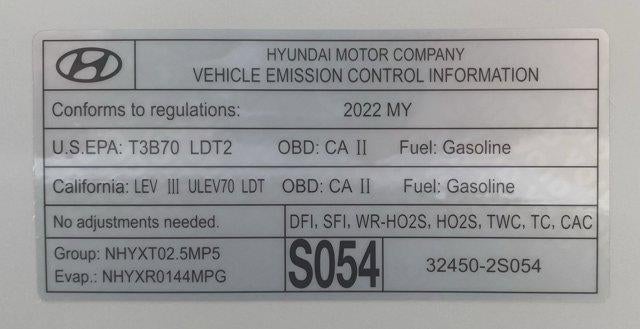 HYUNDAI MOTOR COMPANY
VEHICLE EMISSION CONTROL INFORMATION
Conforms to regulations: 2022 MY
U.S.EPA: T3B70 LDT2 OBD: CA II Fuel: Gasoline
California: LEV III ULEV70 LDT OBD: CA II Fuel: Gasoline
No adjustments needed. DFI, SFI, WR-HO2S, HO2S, TWC, TC, CAC
Group: NHYXT02.5MP5
Evap.: NHYXR0144MPG
S054
32450-2S054